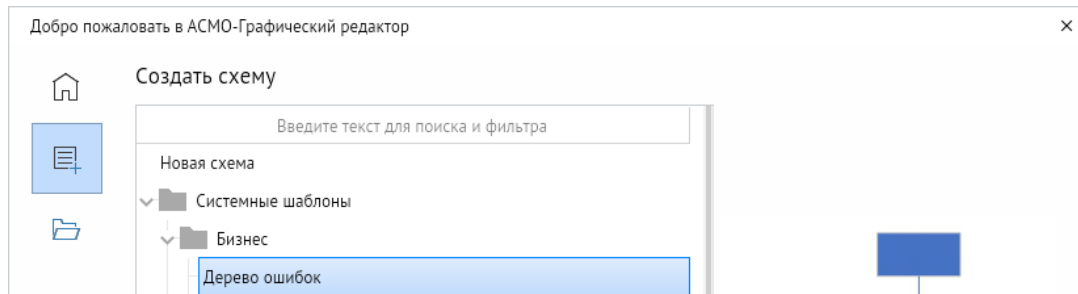 Добро пожаловать в АСМО-Графический редактор
Создать схему
Введите текст для поиска и фильтра
Новая схема
Системные шаблоны
Бизнес
Дерево ошибок